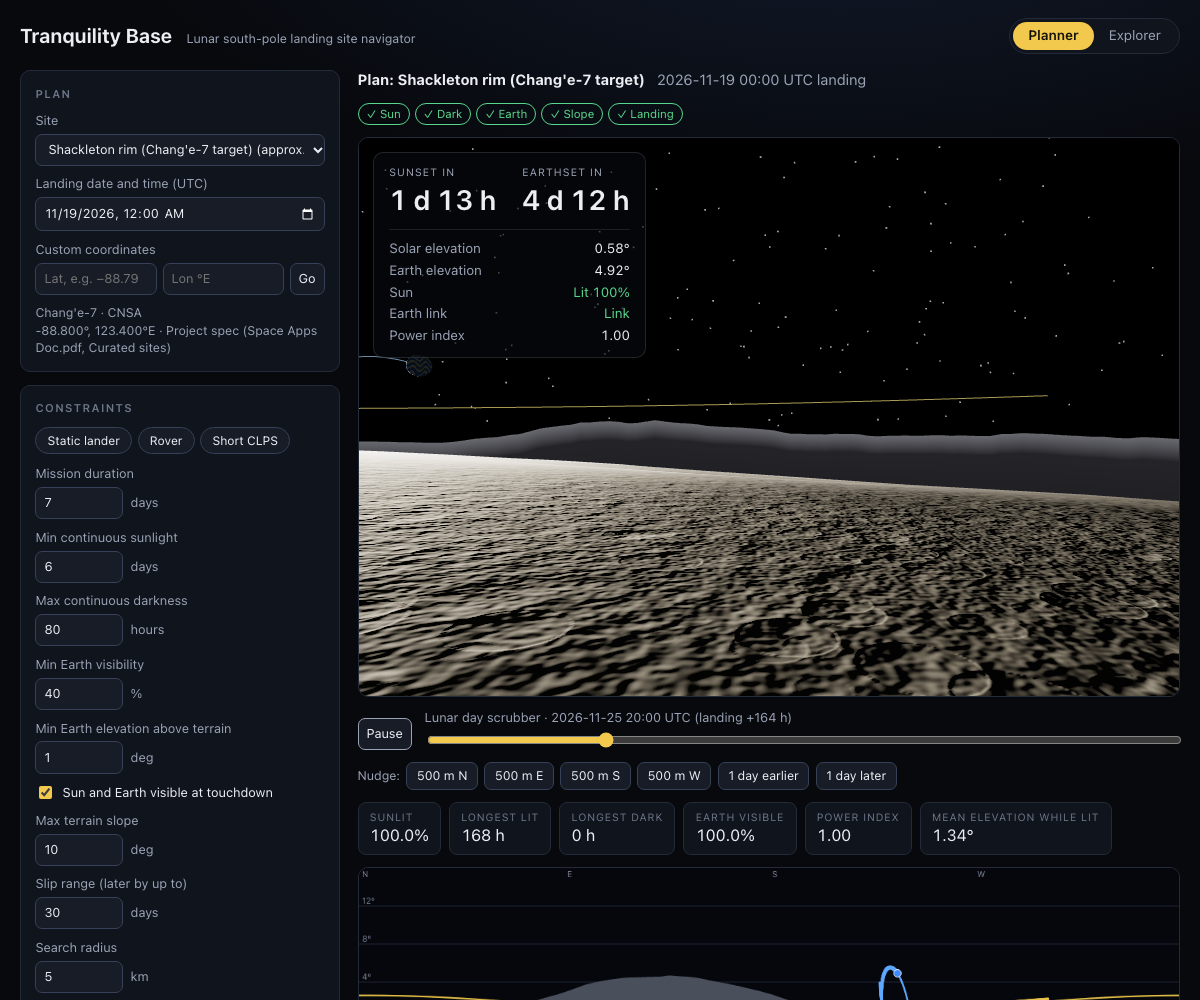 Tranquility Base Lunar south-pole landing site navigator Planner Explorer
PLAN
Site
Shackleton rim (Chang'e-7 target) (approx.
Landing date and time (UTC)
11/19/2026, 12:00 AM
Custom coordinates
Lat, e.g. −88.79 Lon °E Go
Chang'e-7 · CNSA
-88.800°, 123.400°E · Project spec (Space Apps
Doc.pdf, Curated sites)
CONSTRAINTS
Static lander Rover Short CLPS
Mission duration
7 days
Min continuous sunlight
6 days
Max continuous darkness
80 hours
Min Earth visibility
40 %
Min Earth elevation above terrain
1 deg
Sun and Earth visible at touchdown
Max terrain slope
10 deg
Slip range (later by up to)
30 days
Search radius
5 km
Plan: Shackleton rim (Chang'e-7 target) 2026-11-19 00:00 UTC landing
✓ Sun ✓ Dark ✓ Earth ✓ Slope ✓ Landing
SUNSET IN EARTHSET IN
1 d 13 h 4 d 12 h
Solar elevation 0.58°
Earth elevation 4.92°
Sun Lit 100%
Earth link Link
Power index 1.00
Pause Lunar day scrubber · 2026-11-25 20:00 UTC (landing +164 h)
Nudge: 500 m N 500 m E 500 m S 500 m W 1 day earlier 1 day later
SUNLIT LONGEST LIT LONGEST DARK EARTH VISIBLE POWER INDEX MEAN ELEVATION WHILE LIT
100.0% 168 h 0 h 100.0% 1.00 1.34°
N E S W
12°
8°
4°